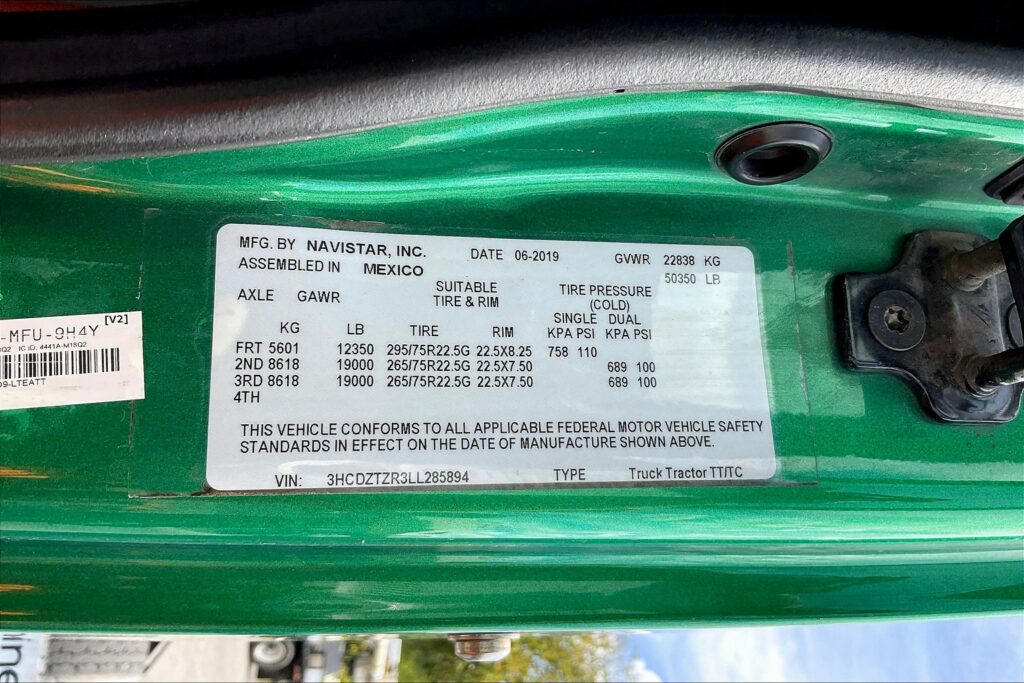 MFG. BY NAVISTAR, INC. DATE 06-2019 GVWR 22838 KG
ASSEMBLED IN MEXICO 50350 LB
SUITABLE
AXLE GAWR TIRE & RIM TIRE PRESSURE
(COLD)
SINGLE DUAL
KG LB TIRE RIM KPA PSI KPA PSI
FRT 5601 12350 295/75R22.5G 22.5X8.25 758 110
2ND 8618 19000 265/75R22.5G 22.5X7.50 689 100
3RD 8618 19000 265/75R22.5G 22.5X7.50 689 100
4TH
THIS VEHICLE CONFORMS TO ALL APPLICABLE FEDERAL MOTOR VEHICLE SAFETY
STANDARDS IN EFFECT ON THE DATE OF MANUFACTURE SHOWN ABOVE.
VIN: 3HCDZTZR3LL285894 TYPE Truck Tractor TT/TC
[V2]
-MFU-9H4Y
IC ID: 4441A-M18Q2
9-LTEATT